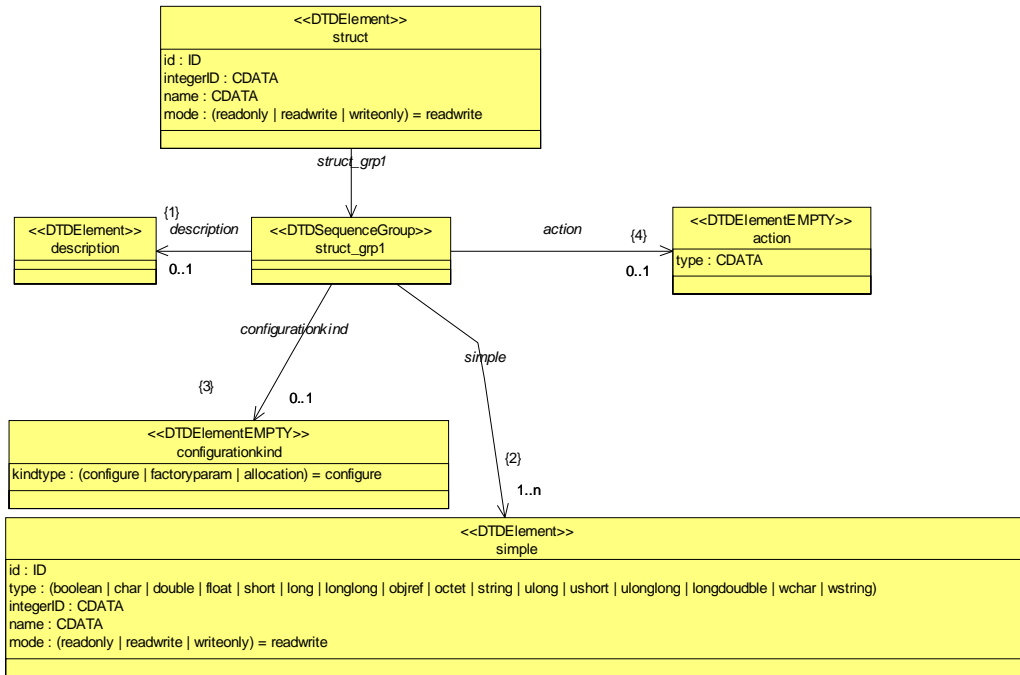 <<DTDElement>>
struct
id : ID
integerID : CDATA
name : CDATA
mode : (readonly | readwrite | writeonly) = readwrite
struct_grp1
<<DTDElement>>
description
{1}
description
0..1
<<DTDSequenceGroup>>
struct_grp1
action
{4}
0..1
<<DTDElementEMPTY>>
action
type : CDATA
configurationkind
{3}
0..1
simple
{2}
1..n
<<DTDElementEMPTY>>
configurationkind
kindtype : (configure | factoryparam | allocation) = configure
<<DTDElement>>
simple
id : ID
type : (boolean | char | double | float | short | long | longlong | objref | octet | string | ulong | ushort | ulonglong | longdoudble | wchar | wstring)
integerID : CDATA
name : CDATA
mode : (readonly | readwrite | writeonly) = readwrite